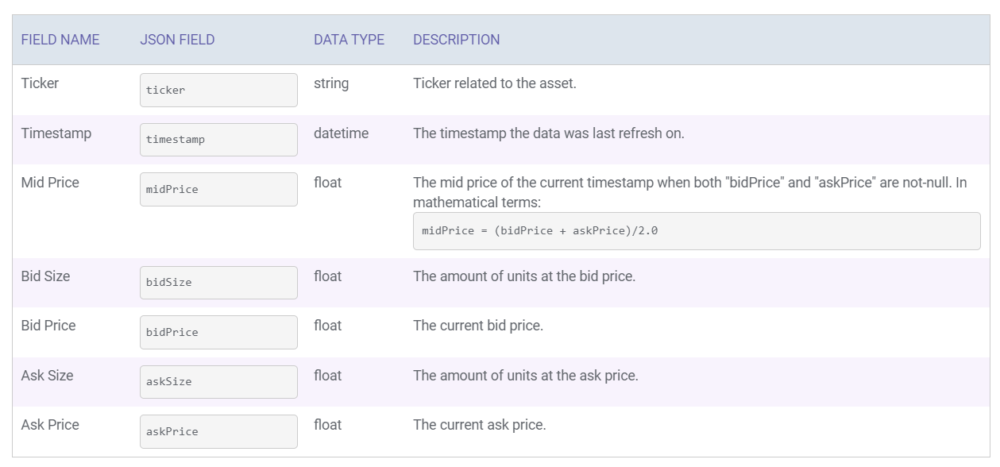 FIELD NAME JSON FIELD DATA TYPE DESCRIPTION
Ticker ticker string Ticker related to the asset.
Timestamp timestamp datetime The timestamp the data was last refresh on.
Mid Price midPrice float The mid price of the current timestamp when both "bidPrice" and "askPrice" are not-null. In
mathematical terms:
midPrice = (bidPrice + askPrice)/2.0
Bid Size bidSize float The amount of units at the bid price.
Bid Price bidPrice float The current bid price.
Ask Size askSize float The amount of units at the ask price.
Ask Price askPrice float The current ask price.